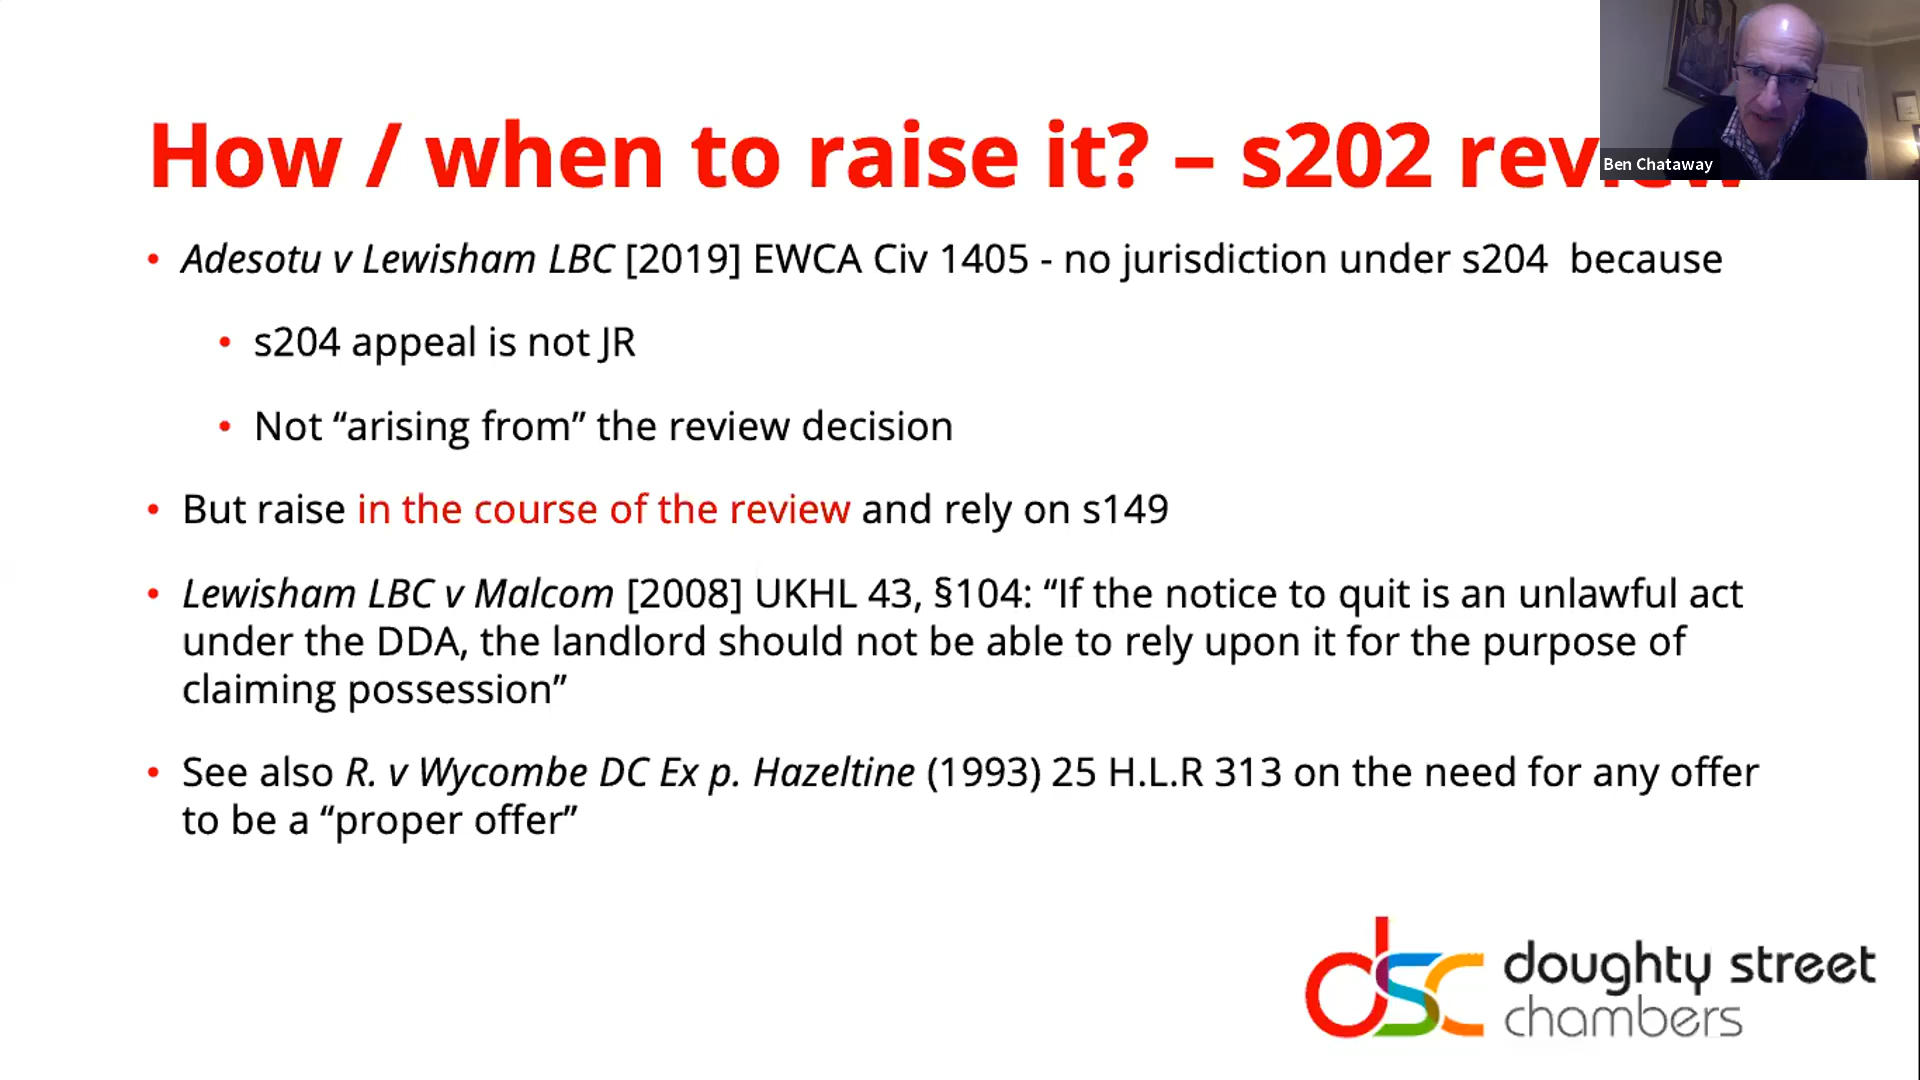 How / when to raise it? – s202 review
Ben Chataway
• Adesotu v Lewisham LBC [2019] EWCA Civ 1405 - no jurisdiction under s204 because
• s204 appeal is not JR
• Not “arising from” the review decision
• But raise in the course of the review and rely on s149
• Lewisham LBC v Malcom [2008] UKHL 43, §104: “If the notice to quit is an unlawful act
under the DDA, the landlord should not be able to rely upon it for the purpose of
claiming possession”
• See also R. v Wycombe DC Ex p. Hazeltine (1993) 25 H.L.R 313 on the need for any offer
to be a “proper offer”
dsc doughty street
chambers